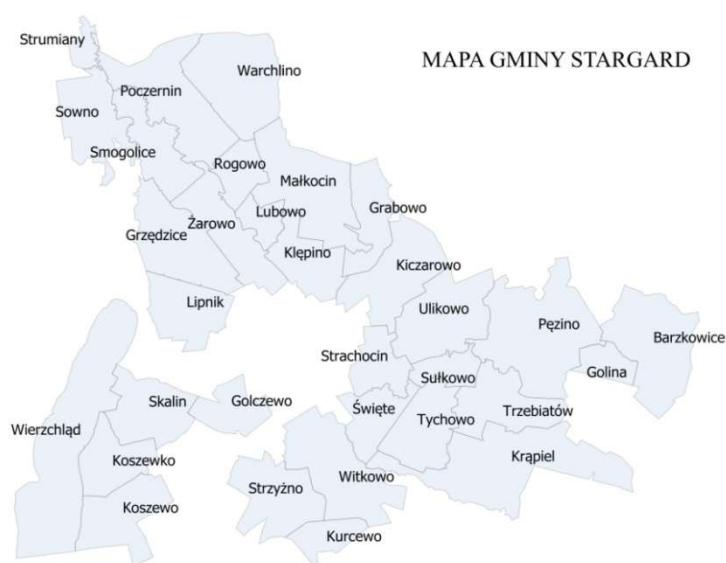 MAPA GMINY STARGARD
Strumiany
Warchlino
Poczernin
Sowno
Smogolice
Rogowo
Małkocin
Grabowo
Lubowo
Żarowo
Grzędzice
Klępino
Kiczarowo
Lipnik
Ulikowo
Pęzino
Barzkowice
Strachocin
Golina
Sułkowo
Skalin
Golczewo
Święte
Trzebiatów
Tychowo
Wierzchląd
Krąpiel
Koszewko
Witkowo
Strzyżno
Koszewo
Kurcewo